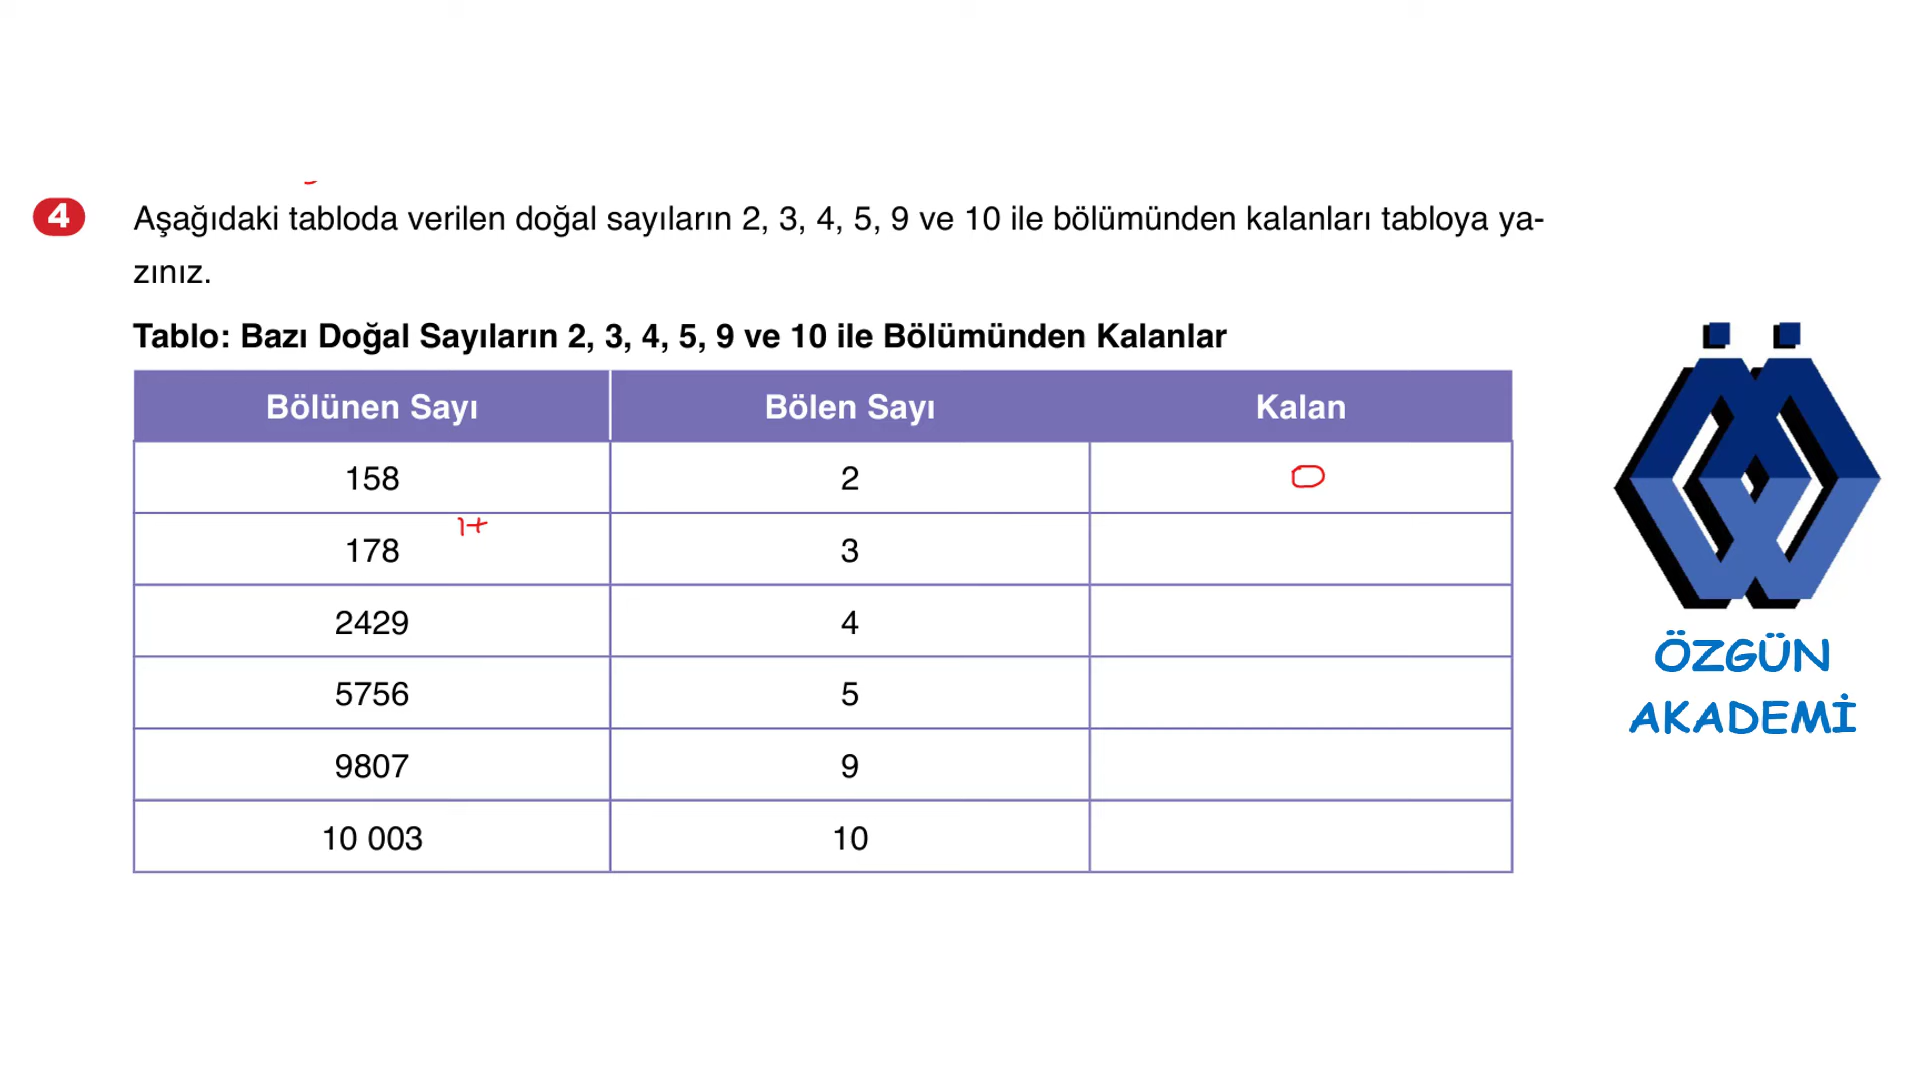 4 Aşağıdaki tabloda verilen doğal sayıların 2, 3, 4, 5, 9 ve 10 ile bölümünden kalanları tabloya ya-
zınız.
Tablo: Bazı Doğal Sayıların 2, 3, 4, 5, 9 ve 10 ile Bölümünden Kalanlar
Bölünen Sayı Bölen Sayı Kalan
158 2 0
1+
178 3
2429 4
5756 5
9807 9
10 003 10
ÖZGÜN
AKADEMİ